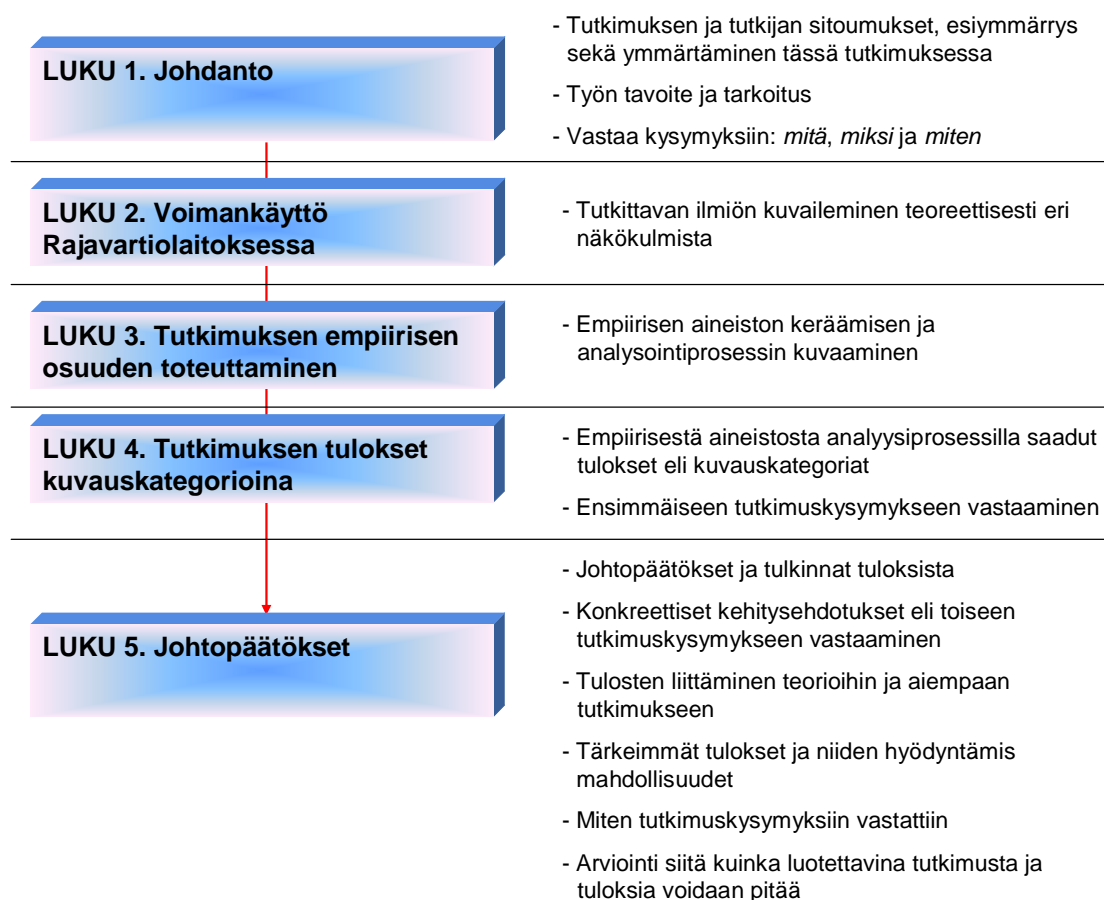 LUKU 1. Johdanto
- Tutkimuksen ja tutkijan sitoumukset, esiymmärrys
sekä ymmärtäminen tässä tutkimuksessa
- Työn tavoite ja tarkoitus
- Vastaa kysymyksiin: mitä, miksi ja miten
LUKU 2. Voimankäyttö
Rajavartiolaitoksessa
- Tutkittavan ilmiön kuvaileminen teoreettisesti eri
näkökulmista
LUKU 3. Tutkimuksen empiirisen
osuuden toteuttaminen
- Empiirisen aineiston keräämisen ja
analysointiprosessin kuvaaminen
LUKU 4. Tutkimuksen tulokset
kuvauskategorioina
- Empiirisestä aineistosta analyysiprosessilla saadut
tulokset eli kuvauskategoriat
- Ensimmäiseen tutkimuskysymykseen vastaaminen
LUKU 5. Johtopäätökset
- Johtopäätökset ja tulkinnat tuloksista
- Konkreettiset kehitysehdotukset eli toiseen
tutkimuskysymykseen vastaaminen
- Tulosten liittäminen teorioihin ja aiempaan
tutkimukseen
- Tärkeimmät tulokset ja niiden hyödyntämis
mahdollisuudet
- Miten tutkimuskysymyksiin vastattiin
- Arviointi siitä kuinka luotettavina tutkimusta ja
tuloksia voidaan pitää